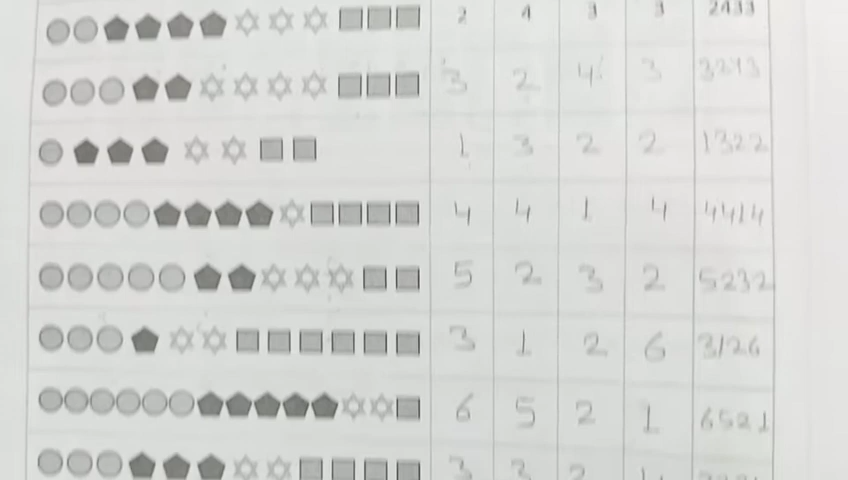 2 4 3 3 2433
3 2 4 3 3243
1 3 2 2 1322
4 4 1 4 4414
5 2 3 2 5232
3 1 2 6 3126
6 5 2 1 6521
3 3 2